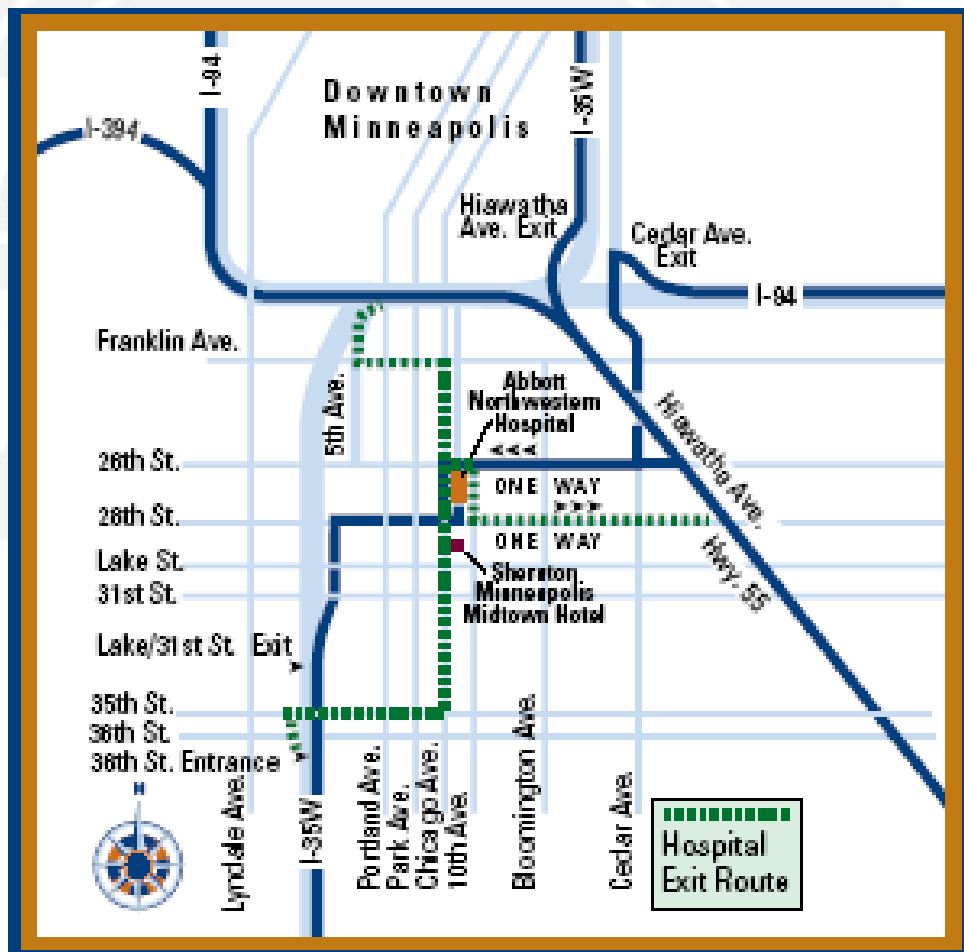 I-94
Downtown
Minneapolis
I-35W
I-394
Hiawatha
Ave. Exit
Cedar Ave.
Exit
I-94
Franklin Ave.
5th Ave.
Abbott
Northwestern
Hospital
Hiawatha Ave.
26th St.
ONE WAY
28th St.
ONE WAY
Hwy. 55
Lake St.
Sheraton
Minneapolis
Midtown Hotel
31st St.
Lake/31st St. Exit
35th St.
36th St.
36th St. Entrance
N
Lyndale Ave.
I-35W
Portland Ave.
Park Ave.
Chicago Ave.
10th Ave.
Bloomington Ave.
Cedar Ave.
Hospital
Exit Route